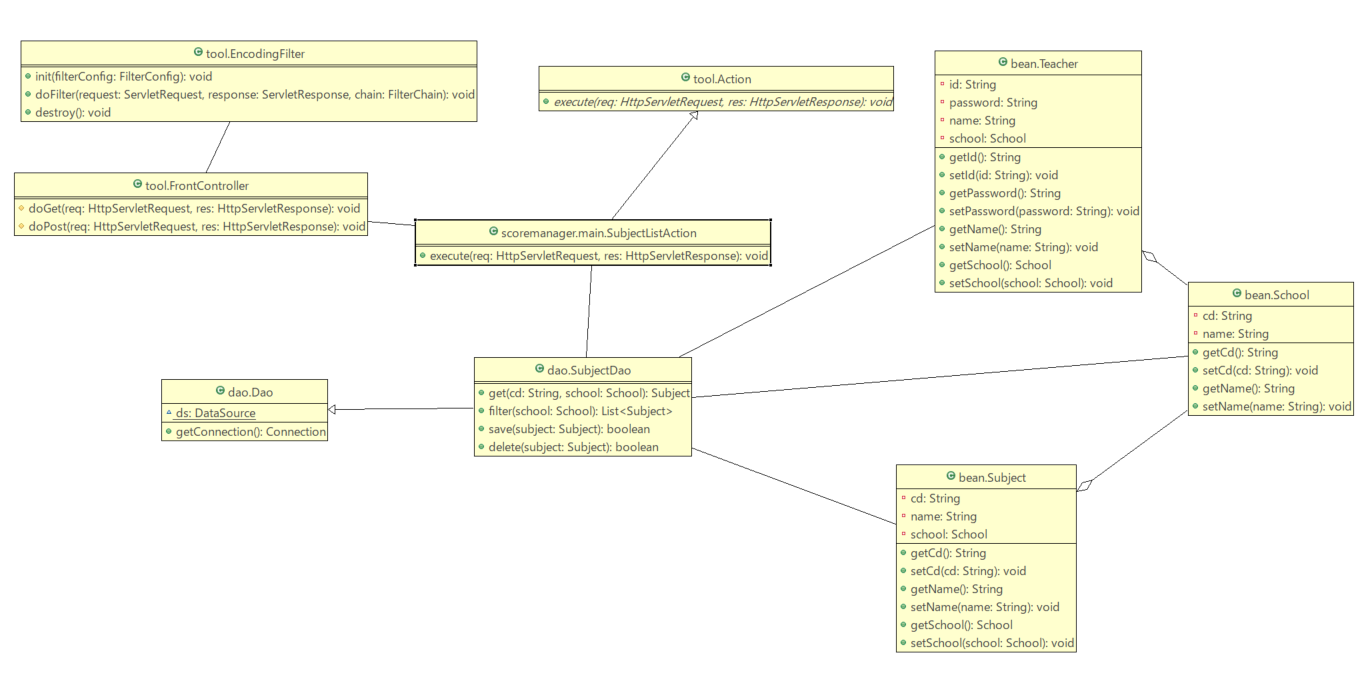 tool.EncodingFilter
init(filterConfig: FilterConfig): void
doFilter(request: ServletRequest, response: ServletResponse, chain: FilterChain): void
destroy(): void
tool.Action
execute(req: HttpServletRequest, res: HttpServletResponse): void
bean.Teacher
id: String
password: String
name: String
school: School
getId(): String
setId(id: String): void
getPassword(): String
setPassword(password: String): void
getName(): String
setName(name: String): void
getSchool(): School
setSchool(school: School): void
tool.FrontController
doGet(req: HttpServletRequest, res: HttpServletResponse): void
doPost(req: HttpServletRequest, res: HttpServletResponse): void
scoremanager.main.SubjectListAction
execute(req: HttpServletRequest, res: HttpServletResponse): void
bean.School
cd: String
name: String
getCd(): String
setCd(cd: String): void
getName(): String
setName(name: String): void
dao.Dao
ds: DataSource
getConnection(): Connection
dao.SubjectDao
get(cd: String, school: School): Subject
filter(school: School): List<Subject>
save(subject: Subject): boolean
delete(subject: Subject): boolean
bean.Subject
cd: String
name: String
school: School
getCd(): String
setCd(cd: String): void
getName(): String
setName(name: String): void
getSchool(): School
setSchool(school: School): void